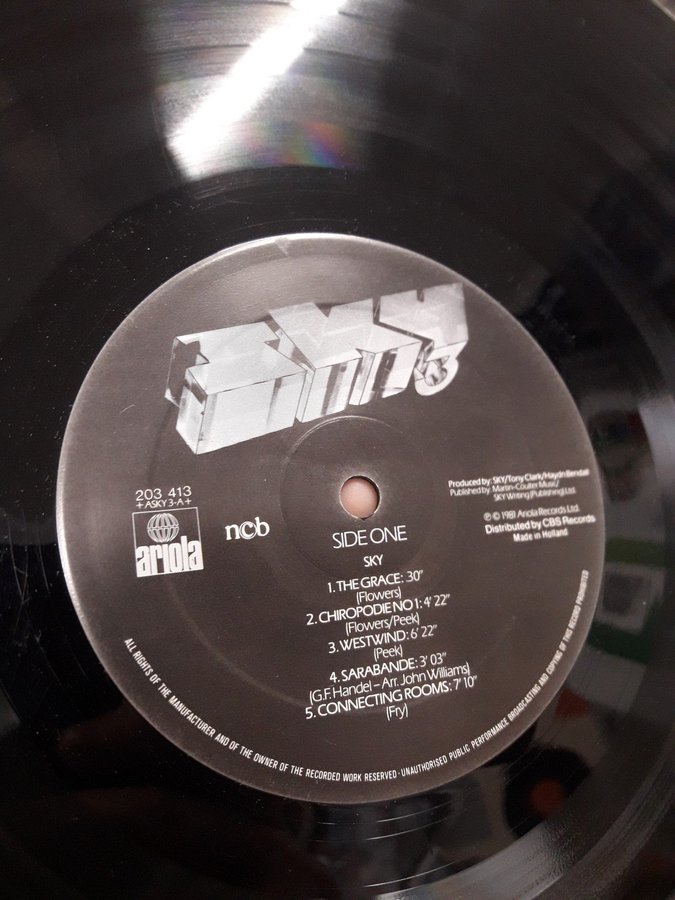 SKY 3
203 413
+ASKY 3-A+
ariola
ncb
Produced by: SKY/Tony Clark/Haydn Bendall
Published by: Martin-Coulter Music/
SKY Writing (Publishing) Ltd.
℗ © 1981 Ariola Records Ltd.
Distributed by CBS Records
Made in Holland
SIDE ONE
SKY
1. THE GRACE: 30"
(Flowers)
2. CHIROPODIE NO 1: 4' 22"
(Flowers/Peek)
3. WESTWIND: 6' 22"
(Peek)
4. SARABANDE: 3' 03"
(G.F. Handel – Arr. John Williams)
5. CONNECTING ROOMS: 7' 10"
(Fry)
ALL RIGHTS OF THE MANUFACTURER AND OF THE OWNER OF THE RECORDED WORK RESERVED · UNAUTHORISED PUBLIC PERFORMANCE BROADCASTING AND COPYING OF THIS RECORD PROHIBITED